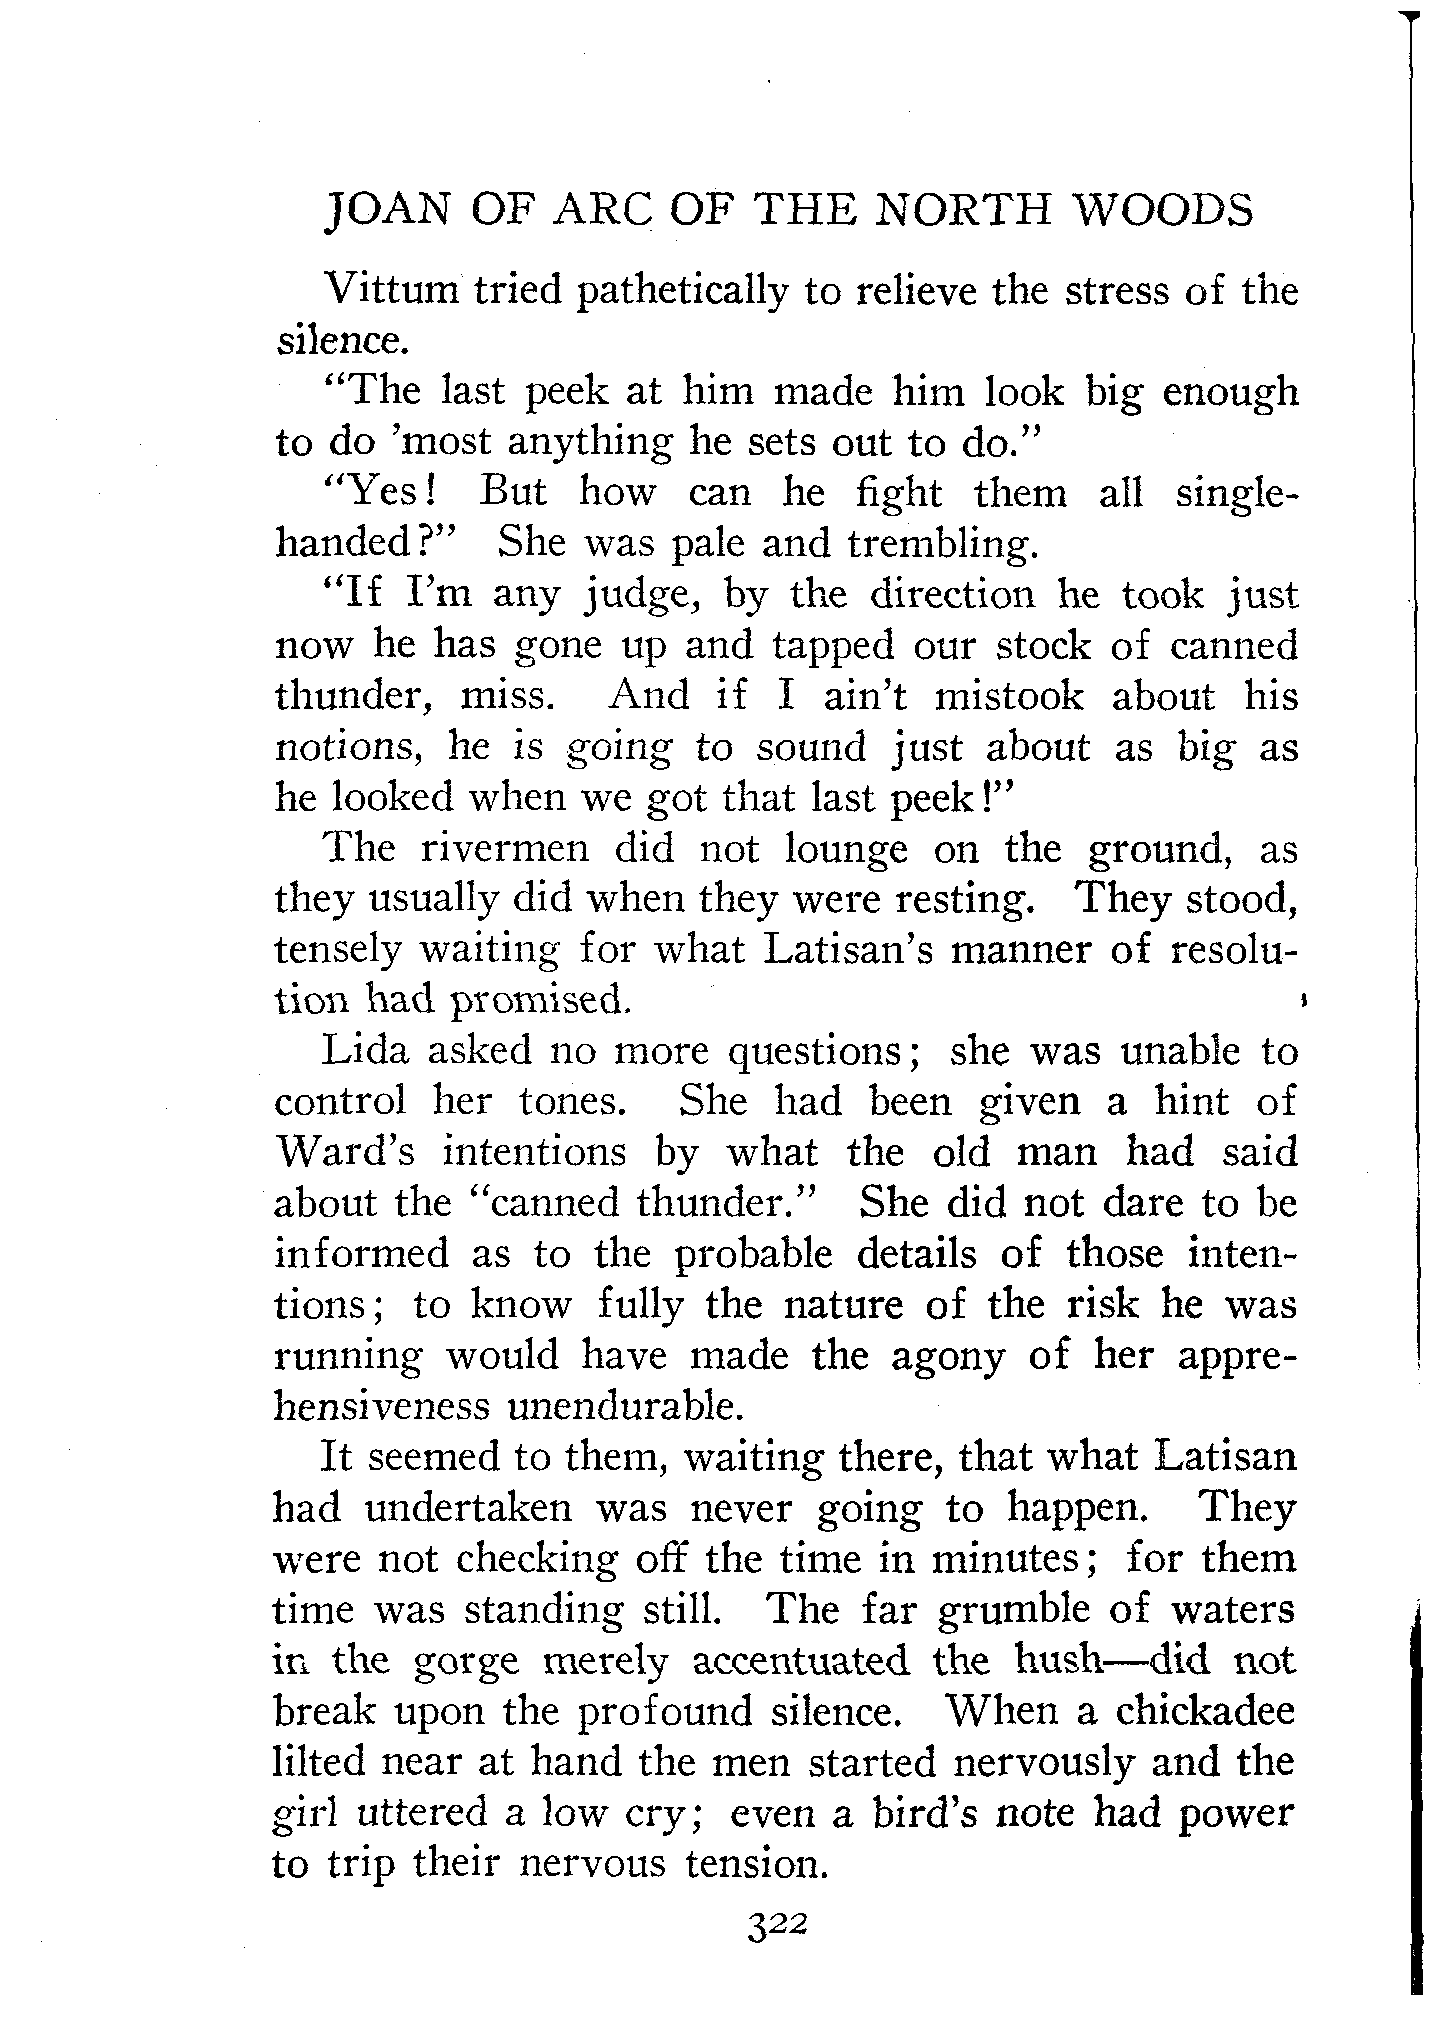 JOAN OF ARC OF THE NORTH WOODS
Vittum tried pathetically to relieve the stress of the
silence.
"The last peek at him made him look big enough
to do 'most anything he sets out to do."
"Yes! But how can he fight them all single-
handed?" She was pale and trembling.
"If I'm any judge, by the direction he took just
now he has gone up and tapped our stock of canned
thunder, miss. And if I ain't mistook about his
notions, he is going to sound just about as big as
he looked when we got that last peek!"
The rivermen did not lounge on the ground, as
they usually did when they were resting. They stood,
tensely waiting for what Latisan's manner of resolu-
tion had promised.
Lida asked no more questions; she was unable to
control her tones. She had been given a hint of
Ward's intentions by what the old man had said
about the "canned thunder." She did not dare to be
informed as to the probable details of those inten-
tions; to know fully the nature of the risk he was
running would have made the agony of her appre-
hensiveness unendurable.
It seemed to them, waiting there, that what Latisan
had undertaken was never going to happen. They
were not checking off the time in minutes; for them
time was standing still. The far grumble of waters
in the gorge merely accentuated the hush—did not
break upon the profound silence. When a chickadee
lilted near at hand the men started nervously and the
girl uttered a low cry; even a bird's note had power
to trip their nervous tension.
322